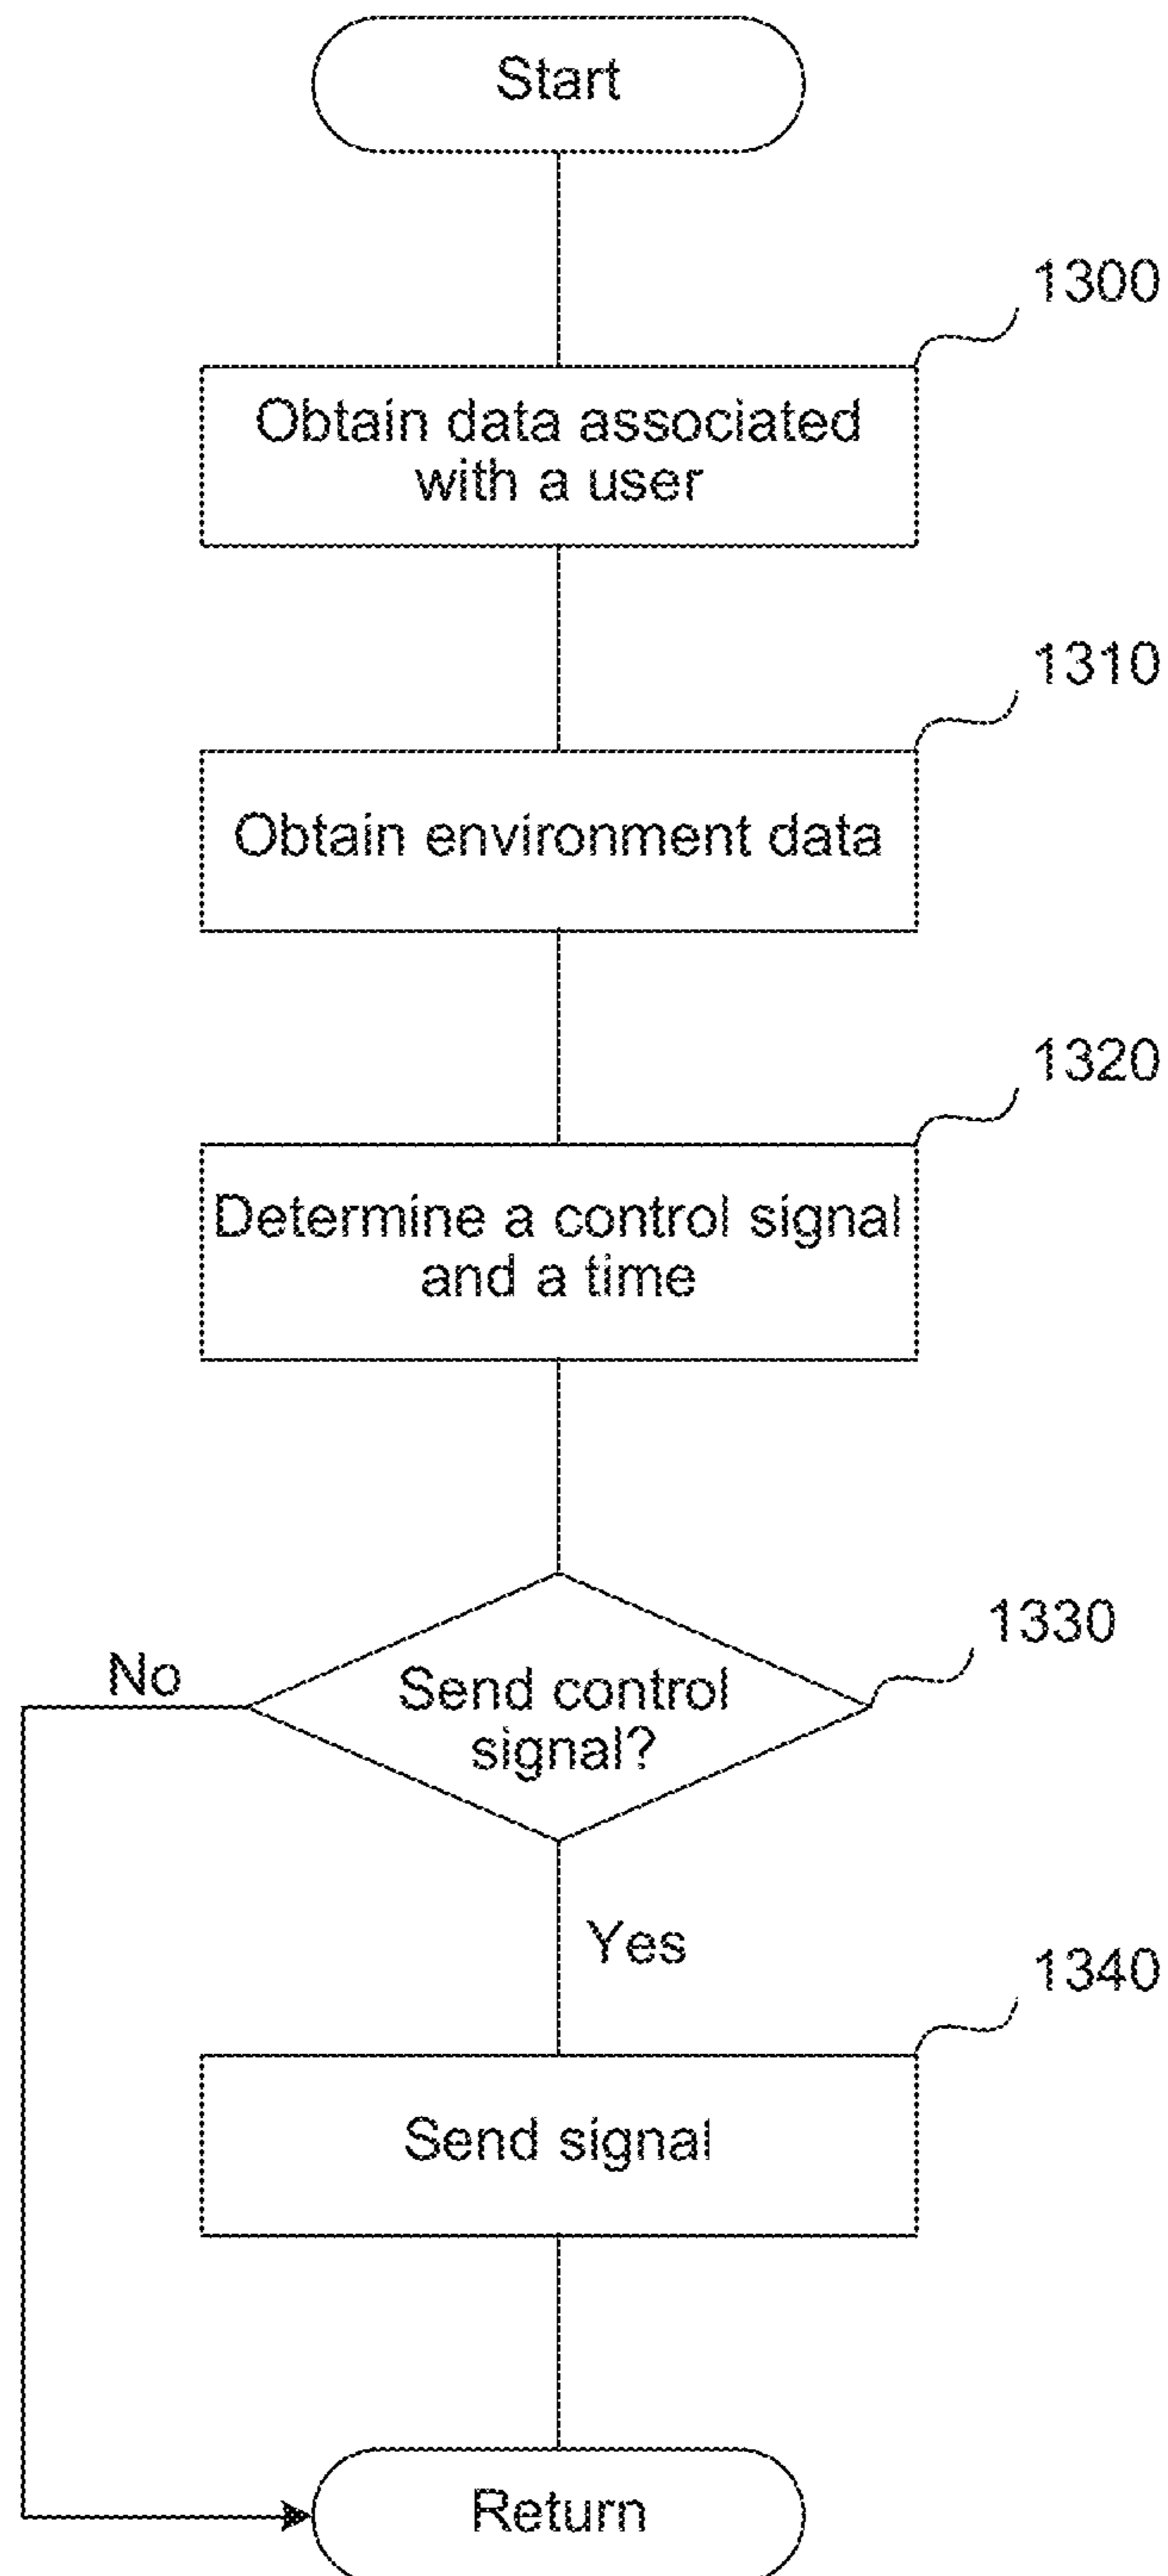 Start
1300
Obtain data associated
with a user
1310
Obtain environment data
1320
Determine a control signal
and a time
1330
No
Send control
signal?
Yes
1340
Send signal
Return